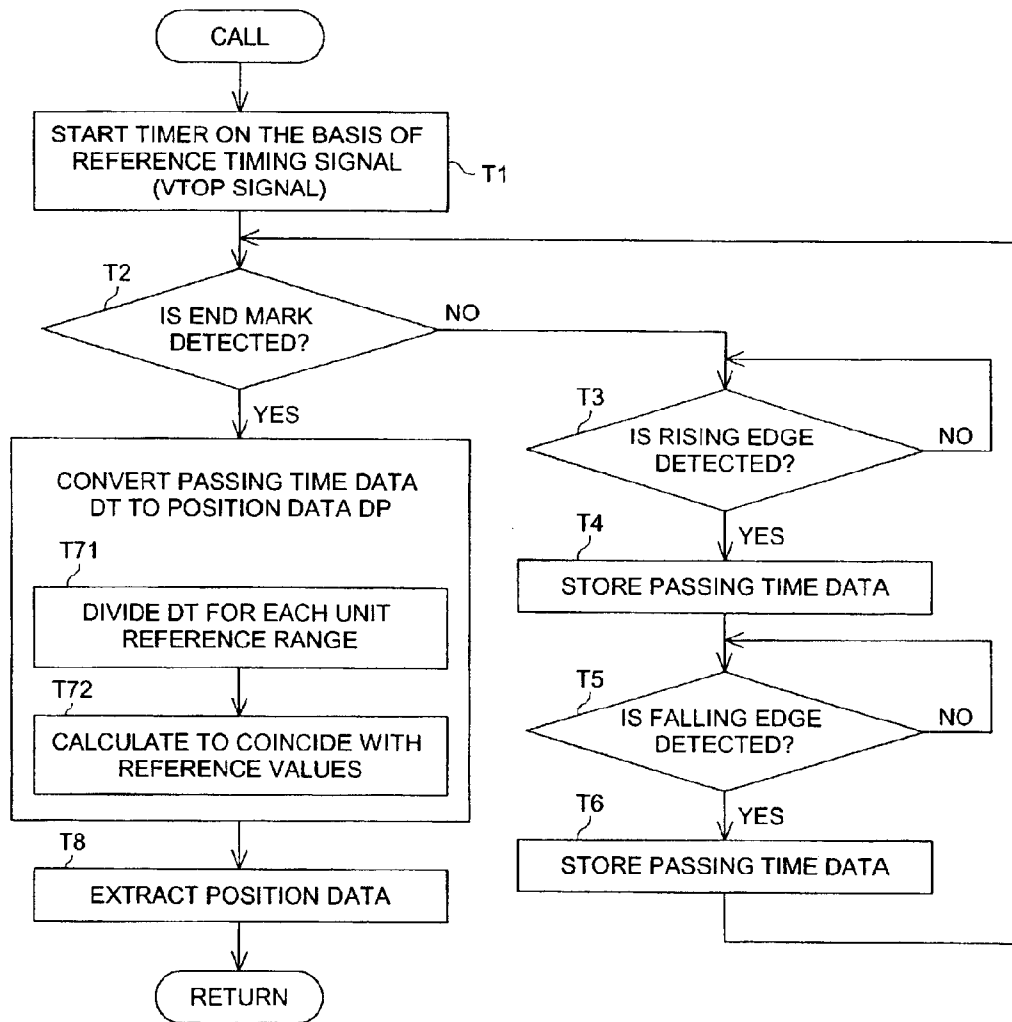 CALL
START TIMER ON THE BASIS OF
REFERENCE TIMING SIGNAL
(VTOP SIGNAL)
T1
T2
IS END MARK
DETECTED?
NO
YES
CONVERT PASSING TIME DATA
DT TO POSITION DATA DP
T71
DIVIDE DT FOR EACH UNIT
REFERENCE RANGE
T72
CALCULATE TO COINCIDE WITH
REFERENCE VALUES
T8
EXTRACT POSITION DATA
RETURN
T3
IS RISING EDGE
DETECTED?
NO
YES
T4
STORE PASSING TIME DATA
T5
IS FALLING EDGE
DETECTED?
NO
YES
T6
STORE PASSING TIME DATA